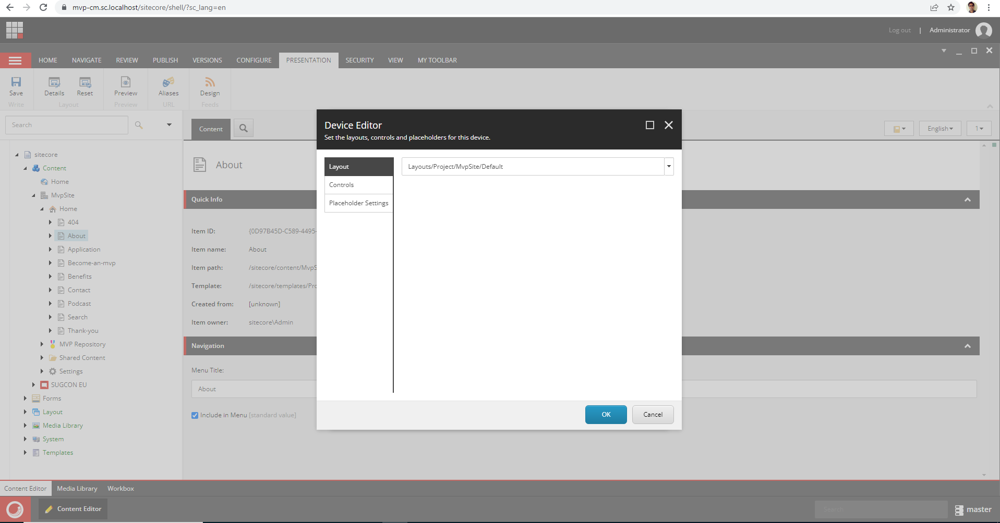 mvp-cm.sc.localhost/sitecore/shell/?sc_lang=en
Log out | Administrator
HOME NAVIGATE REVIEW PUBLISH VERSIONS CONFIGURE PRESENTATION SECURITY VIEW MY TOOLBAR
Save Details Reset Preview Aliases Design
Write Layout Preview URL Feeds
Search
Content
English 1
Device Editor
Set the layouts, controls and placeholders for this device.
Layout
Controls
Placeholder Settings
Layouts/Project/MvpSite/Default
OK Cancel
sitecore
Content
Home
MvpSite
Home
404
About
Application
Become-an-mvp
Benefits
Contact
Podcast
Search
Thank-you
MVP Repository
Shared Content
Settings
SUGCON EU
Forms
Layout
Media Library
System
Templates
About
Quick Info
Item ID: {0D97B45D-C589-4495-
Item name: About
Item path: /sitecore/content/MvpS
Template: /sitecore/templates/Pro
Created from: [unknown]
Item owner: sitecore\Admin
Navigation
Menu Title:
About
Include in Menu [standard value]
Content Editor Media Library Workbox
Content Editor
Search
master